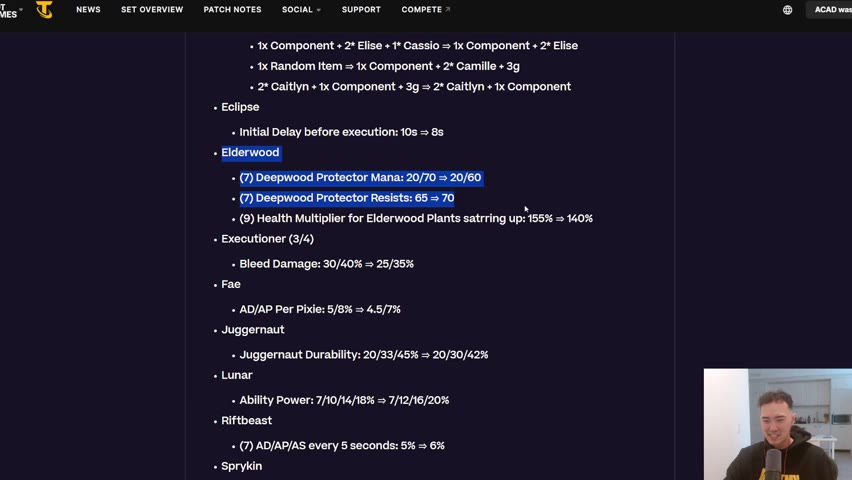 MES
NEWS
SET OVERVIEW
PATCH NOTES
SOCIAL
SUPPORT
COMPETE
ACAD was
1x Component + 2* Elise + 1* Cassio ⇒ 1x Component + 2* Elise
1x Random Item ⇒ 1x Component + 2* Camille + 3g
2* Caitlyn + 1x Component + 3g ⇒ 2* Caitlyn + 1x Component
Eclipse
Initial Delay before execution: 10s ⇒ 8s
Elderwood
(7) Deepwood Protector Mana: 20/70 ⇒ 20/60
(7) Deepwood Protector Resists: 65 ⇒ 70
(9) Health Multiplier for Elderwood Plants satrring up: 155% ⇒ 140%
Executioner (3/4)
Bleed Damage: 30/40% ⇒ 25/35%
Fae
AD/AP Per Pixie: 5/8% ⇒ 4.5/7%
Juggernaut
Juggernaut Durability: 20/33/45% ⇒ 20/30/42%
Lunar
Ability Power: 7/10/14/18% ⇒ 7/12/16/20%
Riftbeast
(7) AD/AP/AS every 5 seconds: 5% ⇒ 6%
Sprykin